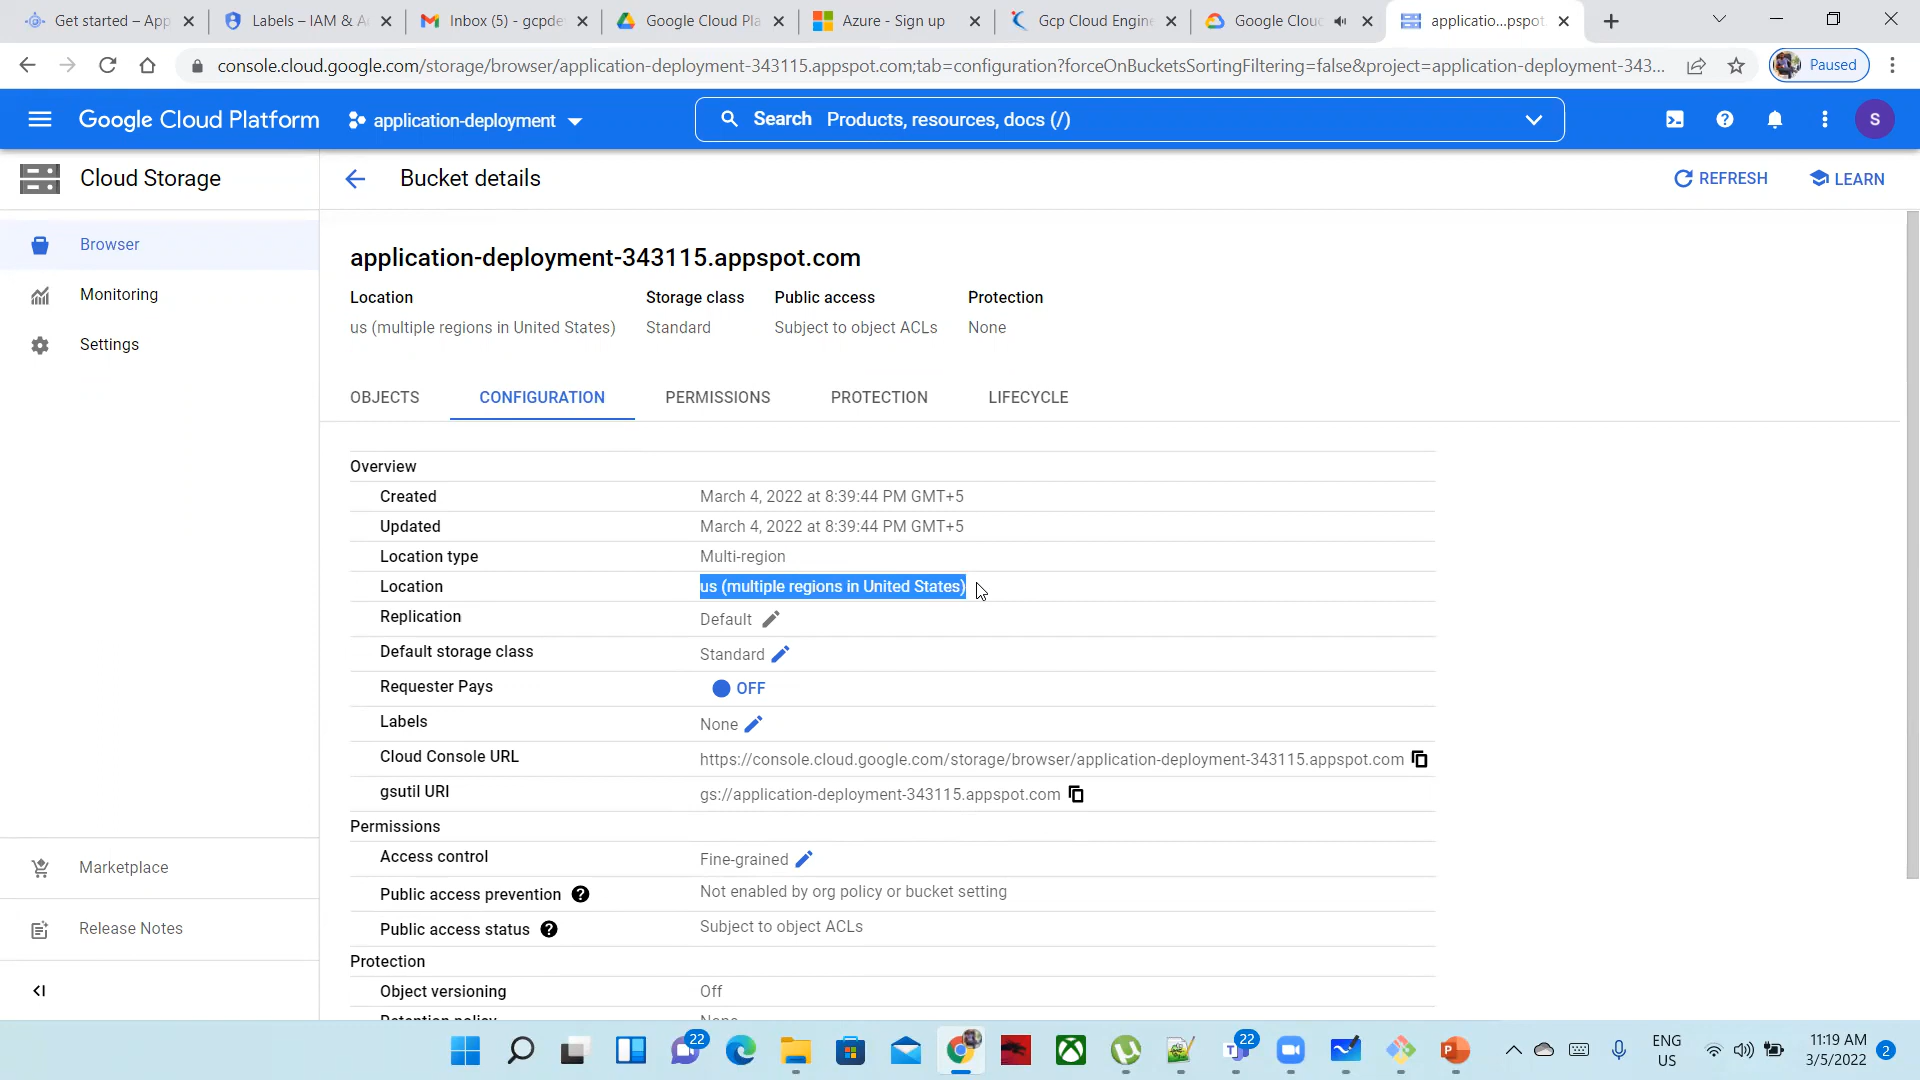 Get started – App
Labels – IAM & A
Inbox (5) - gcpde
Google Cloud Pla
Azure - Sign up
Gcp Cloud Engine
Google Clou
applicatio...pspot.
console.cloud.google.com/storage/browser/application-deployment-343115.appspot.com;tab=configuration?forceOnBucketsSortingFiltering=false&project=application-deployment-343...
Paused
Google Cloud Platform
application-deployment
Search Products, resources, docs (/)
S
Cloud Storage
Bucket details
REFRESH
LEARN
Browser
Monitoring
Settings
application-deployment-343115.appspot.com
Location Storage class Public access Protection
us (multiple regions in United States) Standard Subject to object ACLs None
OBJECTS CONFIGURATION PERMISSIONS PROTECTION LIFECYCLE
Overview
Created March 4, 2022 at 8:39:44 PM GMT+5
Updated March 4, 2022 at 8:39:44 PM GMT+5
Location type Multi-region
Location us (multiple regions in United States)
Replication Default
Default storage class Standard
Requester Pays OFF
Labels None
Cloud Console URL https://console.cloud.google.com/storage/browser/application-deployment-343115.appspot.com
gsutil URI gs://application-deployment-343115.appspot.com
Permissions
Access control Fine-grained
Public access prevention Not enabled by org policy or bucket setting
Public access status Subject to object ACLs
Protection
Object versioning Off
Retention policy None
Marketplace
Release Notes
22
22
ENG
US
11:19 AM
3/5/2022
2